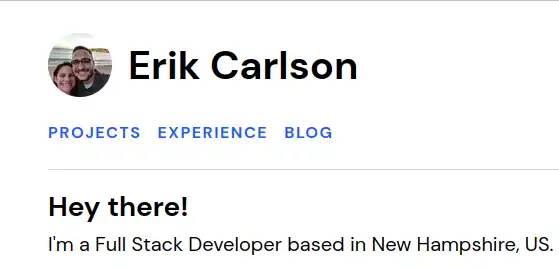 Erik Carlson
PROJECTS EXPERIENCE BLOG
Hey there!
I'm a Full Stack Developer based in New Hampshire, US.